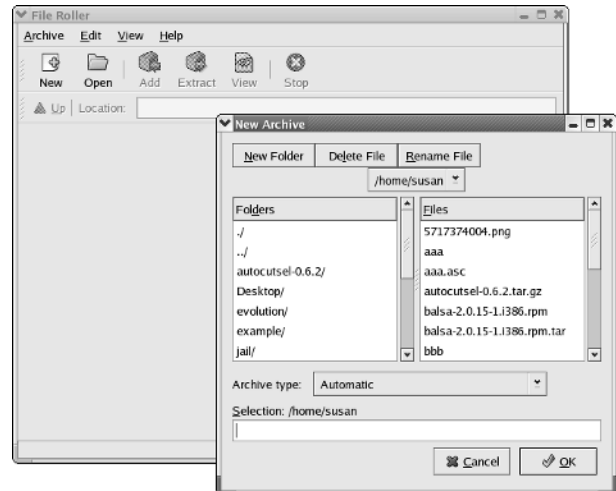 File Roller
Archive Edit View Help
New Open Add Extract View Stop
Up Location:
New Archive
New Folder Delete File Rename File
/home/susan
Folders Files
./ 5717374004.png
../ aaa
autocutsel-0.6.2/ aaa.asc
Desktop/ autocutsel-0.6.2.tar.gz
evolution/ balsa-2.0.15-1.i386.rpm
example/ balsa-2.0.15-1.i386.rpm.tar
jail/ bbb
Archive type: Automatic
Selection: /home/susan
Cancel OK